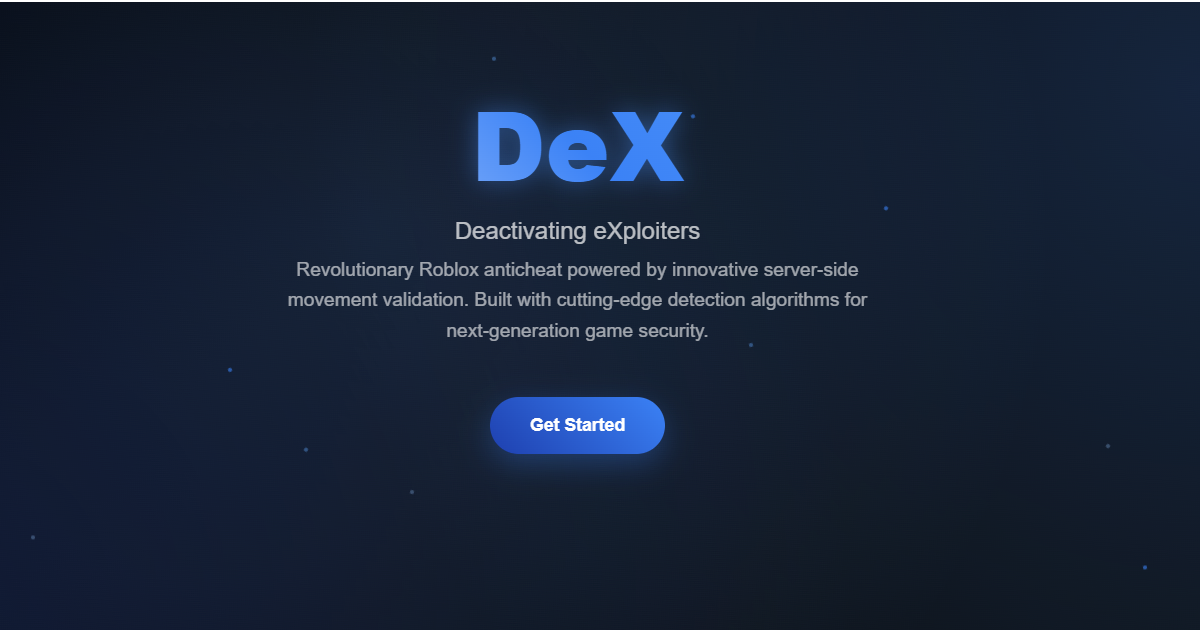 DeX
Deactivating eXploiters
Revolutionary Roblox anticheat powered by innovative server-side
movement validation. Built with cutting-edge detection algorithms for
next-generation game security.
Get Started